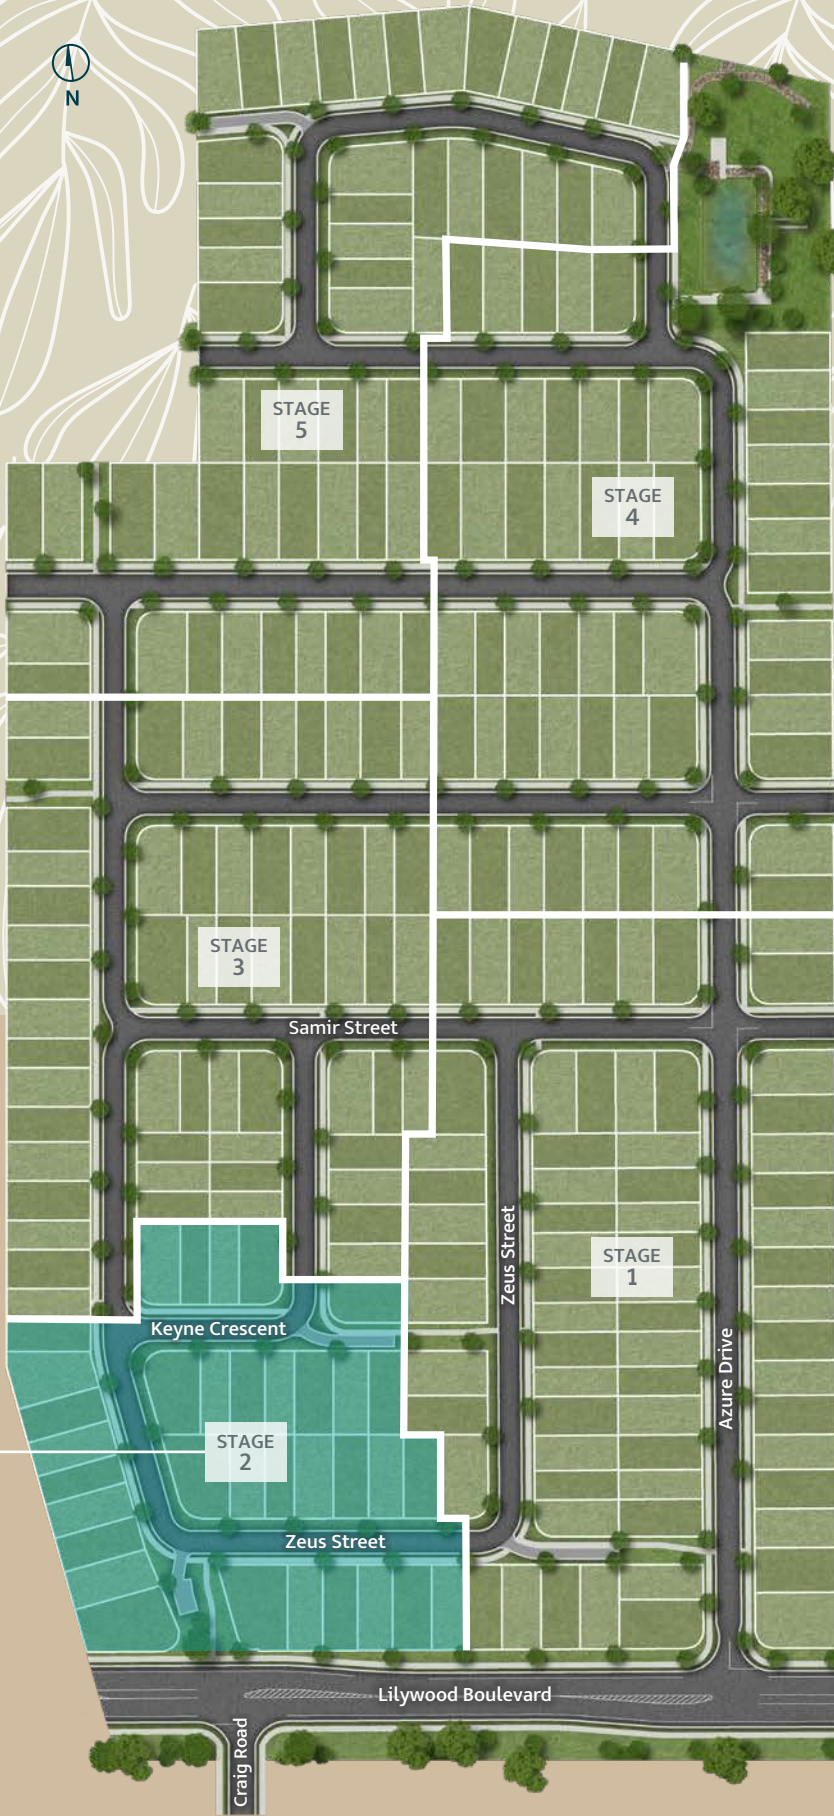 N
STAGE
5
STAGE
4
STAGE
3
Samir Street
Zeus Street
STAGE
1
Keyne Crescent
Azure Drive
STAGE
2
Zeus Street
Lilywood Boulevard
Craig Road